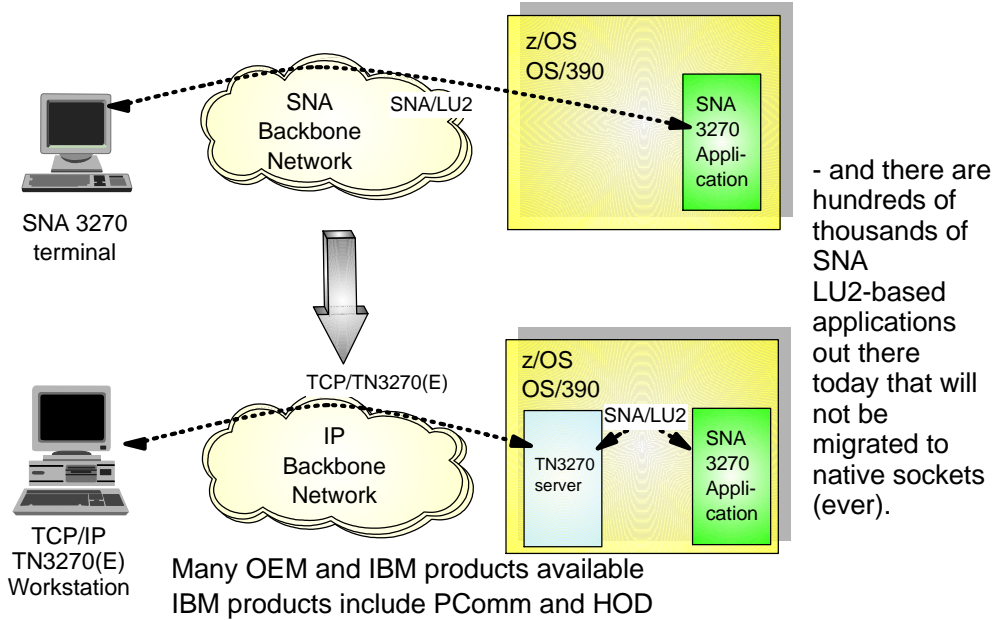 z/OS
OS/390
SNA
Backbone
Network
SNA/LU2
SNA
3270
Appli-
cation
SNA 3270
terminal
- and there are
hundreds of
thousands of
SNA
LU2-based
applications
out there
today that will
not be
migrated to
native sockets
(ever).
TCP/TN3270(E)
IP
Backbone
Network
z/OS
OS/390
SNA/LU2
TN3270
server
SNA
3270
Appli-
cation
TCP/IP
TN3270(E)
Workstation
Many OEM and IBM products available
IBM products include PComm and HOD